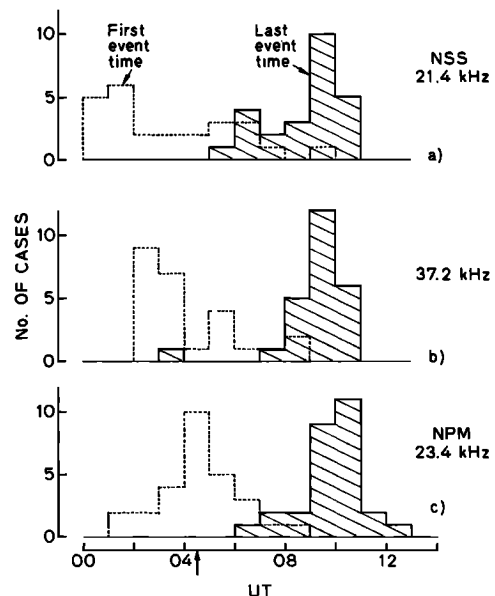 10
5
0
First
event
time
Last
event
time
NSS
21.4 kHz
a)
No. OF CASES
10
5
0
37.2 kHz
b)
10
5
0
NPM
23.4 kHz
c)
00 04 08 12
UT